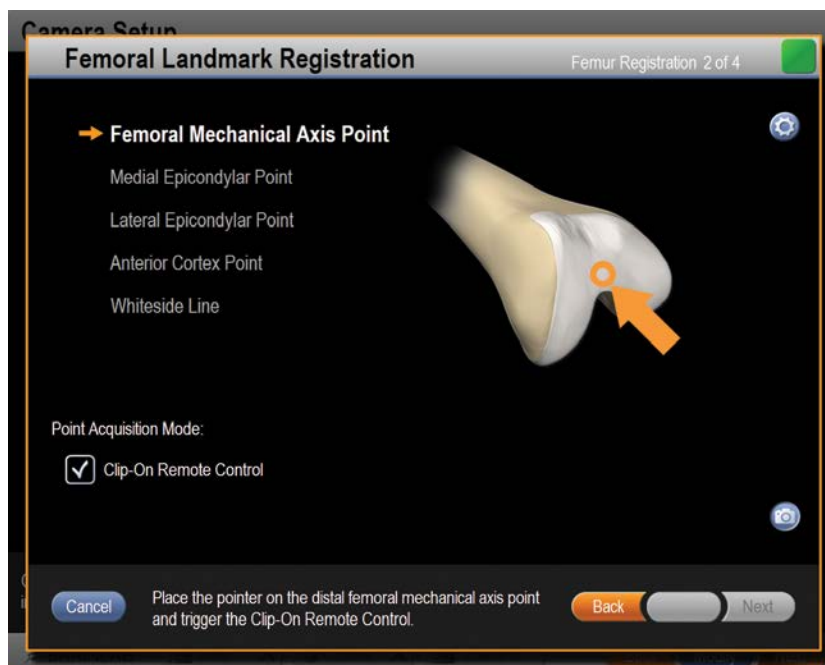 Camera Setup
Femoral Landmark Registration
Femur Registration 2 of 4
Femoral Mechanical Axis Point
Medial Epicondylar Point
Lateral Epicondylar Point
Anterior Cortex Point
Whiteside Line
Point Acquisition Mode:
Clip-On Remote Control
Cancel
Place the pointer on the distal femoral mechanical axis point
and trigger the Clip-On Remote Control.
Back
Next